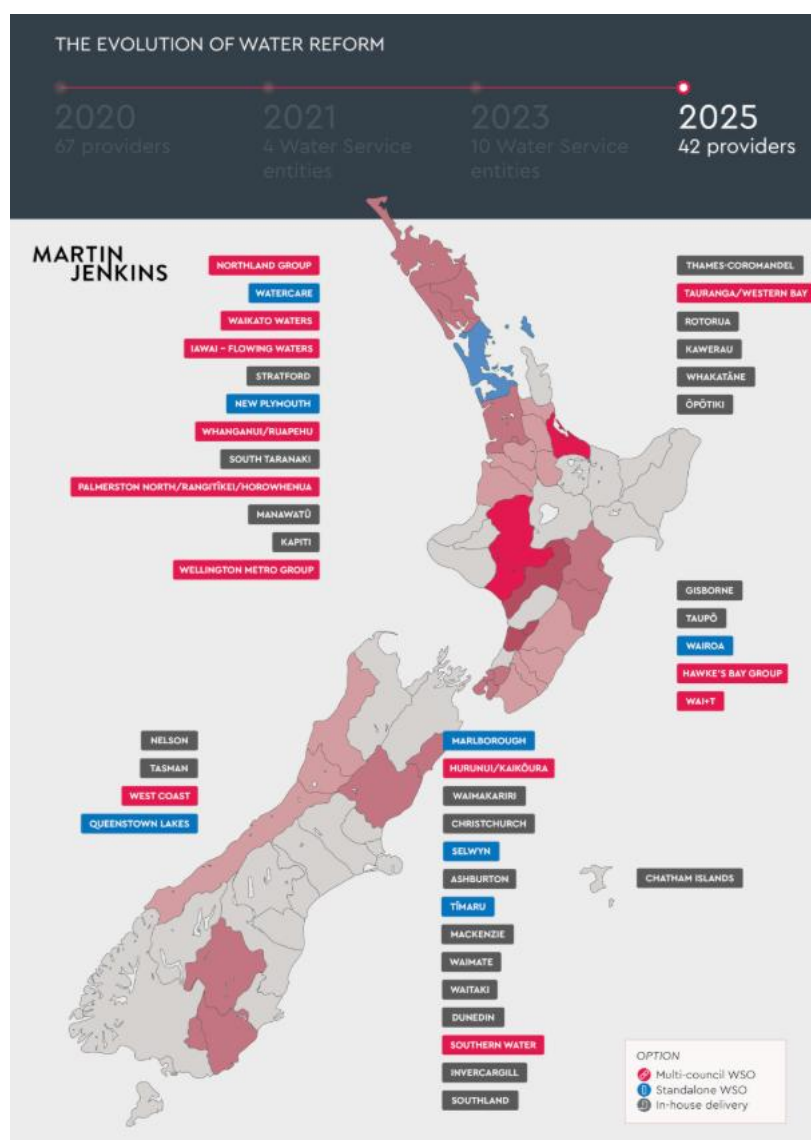 THE EVOLUTION OF WATER REFORM
2020
67 providers
2021
4 Water Service
entities
2023
10 Water Service
entities
2025
42 providers
MARTIN
JENKINS
NORTHLAND GROUP
WATERCARE
WAIKATO WATERS
IAWAI – FLOWING WATERS
STRATFORD
NEW PLYMOUTH
WHANGANUI/RUAPEHU
SOUTH TARANAKI
PALMERSTON NORTH/RANGITĪKEI/HOROWHENUA
MANAWATŪ
KAPITI
WELLINGTON METRO GROUP
THAMES-COROMANDEL
TAURANGA/WESTERN BAY
ROTORUA
KAWERAU
WHAKATĀNE
ŌPŌTIKI
GISBORNE
TAUPŌ
WAIROA
HAWKE'S BAY GROUP
WAI+T
NELSON
TASMAN
WEST COAST
QUEENSTOWN LAKES
MARLBOROUGH
HURUNUI/KAIKŌURA
WAIMAKARIRI
CHRISTCHURCH
SELWYN
ASHBURTON
TĪMARU
MACKENZIE
WAIMATE
WAITAKI
DUNEDIN
SOUTHERN WATER
INVERCARGILL
SOUTHLAND
CHATHAM ISLANDS
OPTION
Multi-council WSO
Standalone WSO
In-house delivery